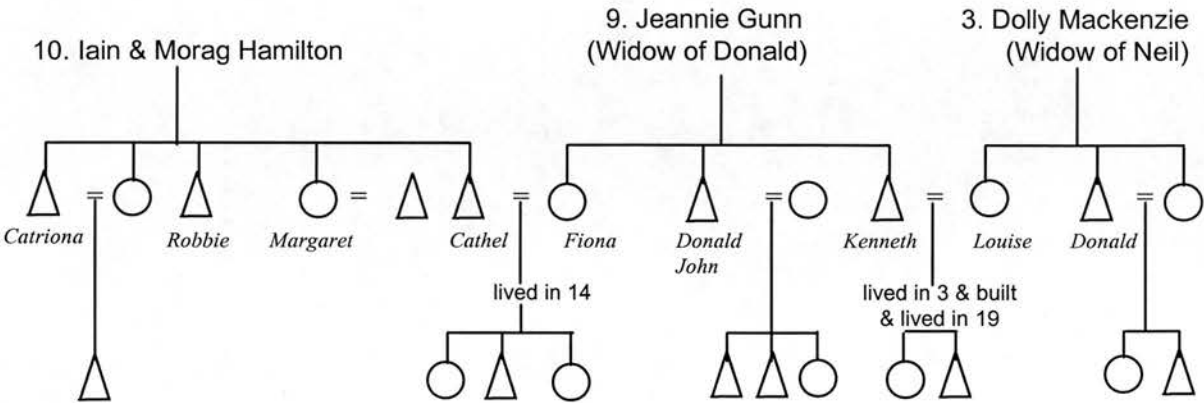 10. Iain & Morag Hamilton
9. Jeannie Gunn
(Widow of Donald)
3. Dolly Mackenzie
(Widow of Neil)
= = = = = =
Catriona Robbie Margaret Cathel Fiona Donald Kenneth Louise Donald
John
lived in 14
lived in 3 & built
& lived in 19